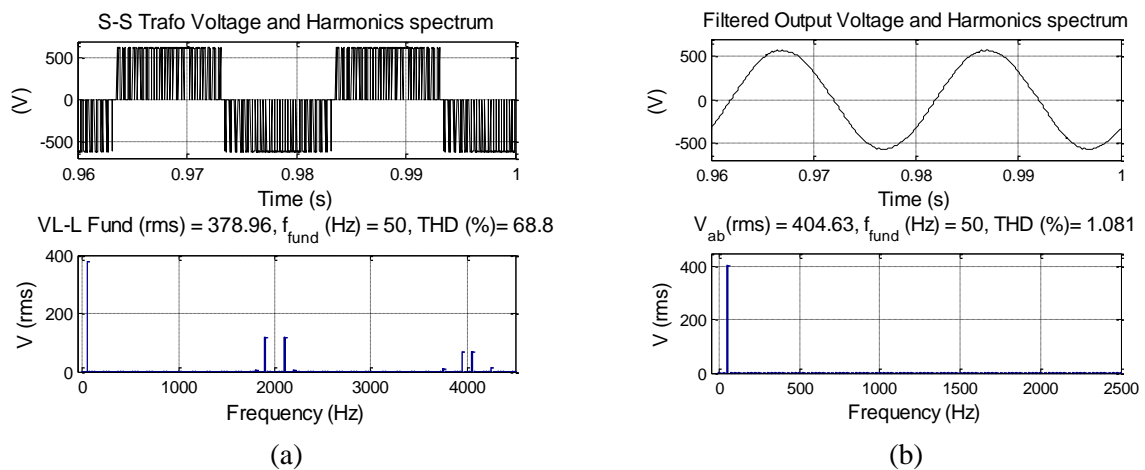 S-S Trafo Voltage and Harmonics spectrum
500
0
-500
(V)
0.96 0.97 0.98 0.99 1
Time (s)
VL-L Fund (rms) = 378.96, f_fund (Hz) = 50, THD (%)= 68.8
400
200
0
V (rms)
0 1000 2000 3000 4000
Frequency (Hz)
(a)
Filtered Output Voltage and Harmonics spectrum
500
0
-500
(V)
0.96 0.97 0.98 0.99 1
Time (s)
V_ab(rms) = 404.63, f_fund (Hz) = 50, THD (%)= 1.081
400
200
0
V (rms)
0 500 1000 1500 2000 2500
Frequency (Hz)
(b)